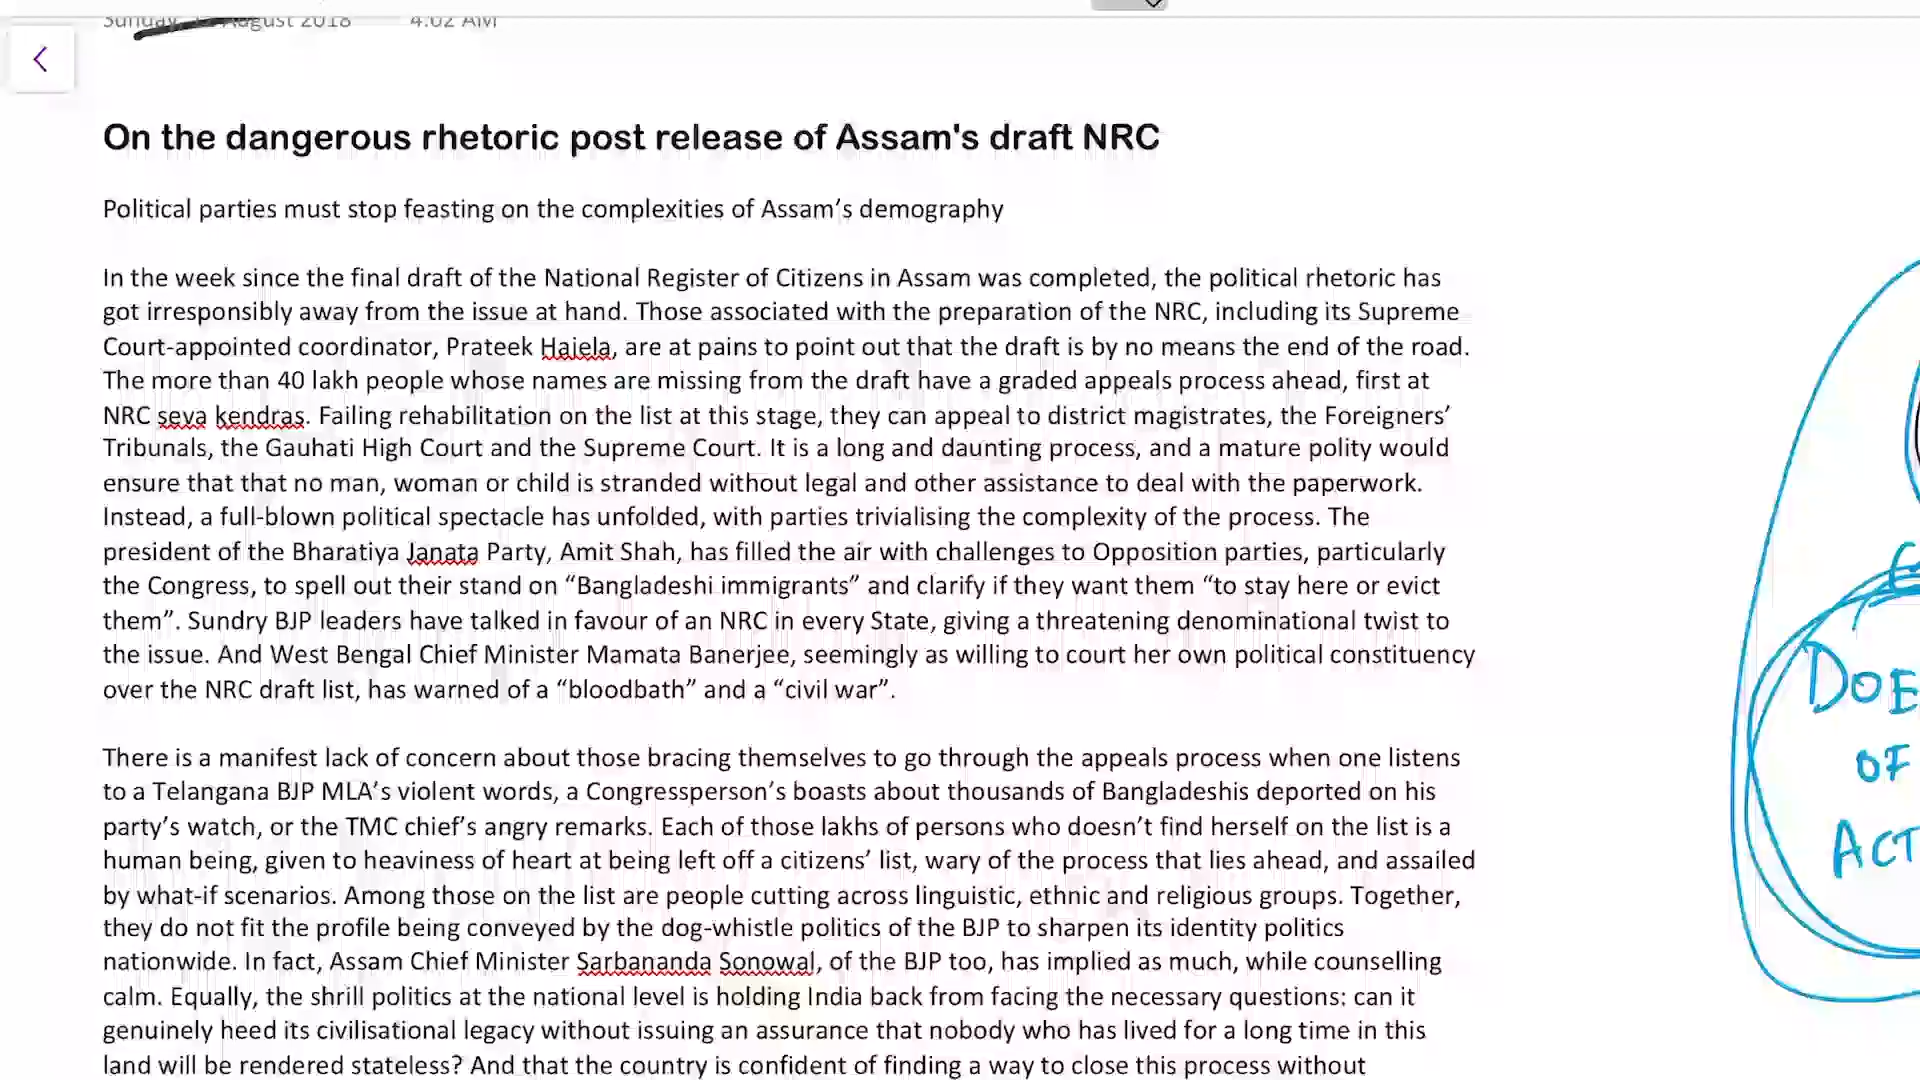 Sunday, 12 August 2018 4:02 AM
On the dangerous rhetoric post release of Assam's draft NRC
Political parties must stop feasting on the complexities of Assam’s demography
In the week since the final draft of the National Register of Citizens in Assam was completed, the political rhetoric has
got irresponsibly away from the issue at hand. Those associated with the preparation of the NRC, including its Supreme
Court-appointed coordinator, Prateek Hajela, are at pains to point out that the draft is by no means the end of the road.
The more than 40 lakh people whose names are missing from the draft have a graded appeals process ahead, first at
NRC seva kendras. Failing rehabilitation on the list at this stage, they can appeal to district magistrates, the Foreigners’
Tribunals, the Gauhati High Court and the Supreme Court. It is a long and daunting process, and a mature polity would
ensure that that no man, woman or child is stranded without legal and other assistance to deal with the paperwork.
Instead, a full-blown political spectacle has unfolded, with parties trivialising the complexity of the process. The
president of the Bharatiya Janata Party, Amit Shah, has filled the air with challenges to Opposition parties, particularly
the Congress, to spell out their stand on “Bangladeshi immigrants” and clarify if they want them “to stay here or evict
them”. Sundry BJP leaders have talked in favour of an NRC in every State, giving a threatening denominational twist to
the issue. And West Bengal Chief Minister Mamata Banerjee, seemingly as willing to court her own political constituency
over the NRC draft list, has warned of a “bloodbath” and a “civil war”.
There is a manifest lack of concern about those bracing themselves to go through the appeals process when one listens
to a Telangana BJP MLA’s violent words, a Congressperson’s boasts about thousands of Bangladeshis deported on his
party’s watch, or the TMC chief’s angry remarks. Each of those lakhs of persons who doesn’t find herself on the list is a
human being, given to heaviness of heart at being left off a citizens’ list, wary of the process that lies ahead, and assailed
by what-if scenarios. Among those on the list are people cutting across linguistic, ethnic and religious groups. Together,
they do not fit the profile being conveyed by the dog-whistle politics of the BJP to sharpen its identity politics
nationwide. In fact, Assam Chief Minister Sarbananda Sonowal, of the BJP too, has implied as much, while counselling
calm. Equally, the shrill politics at the national level is holding India back from facing the necessary questions: can it
genuinely heed its civilisational legacy without issuing an assurance that nobody who has lived for a long time in this
land will be rendered stateless? And that the country is confident of finding a way to close this process without
DOE
OF
ACT